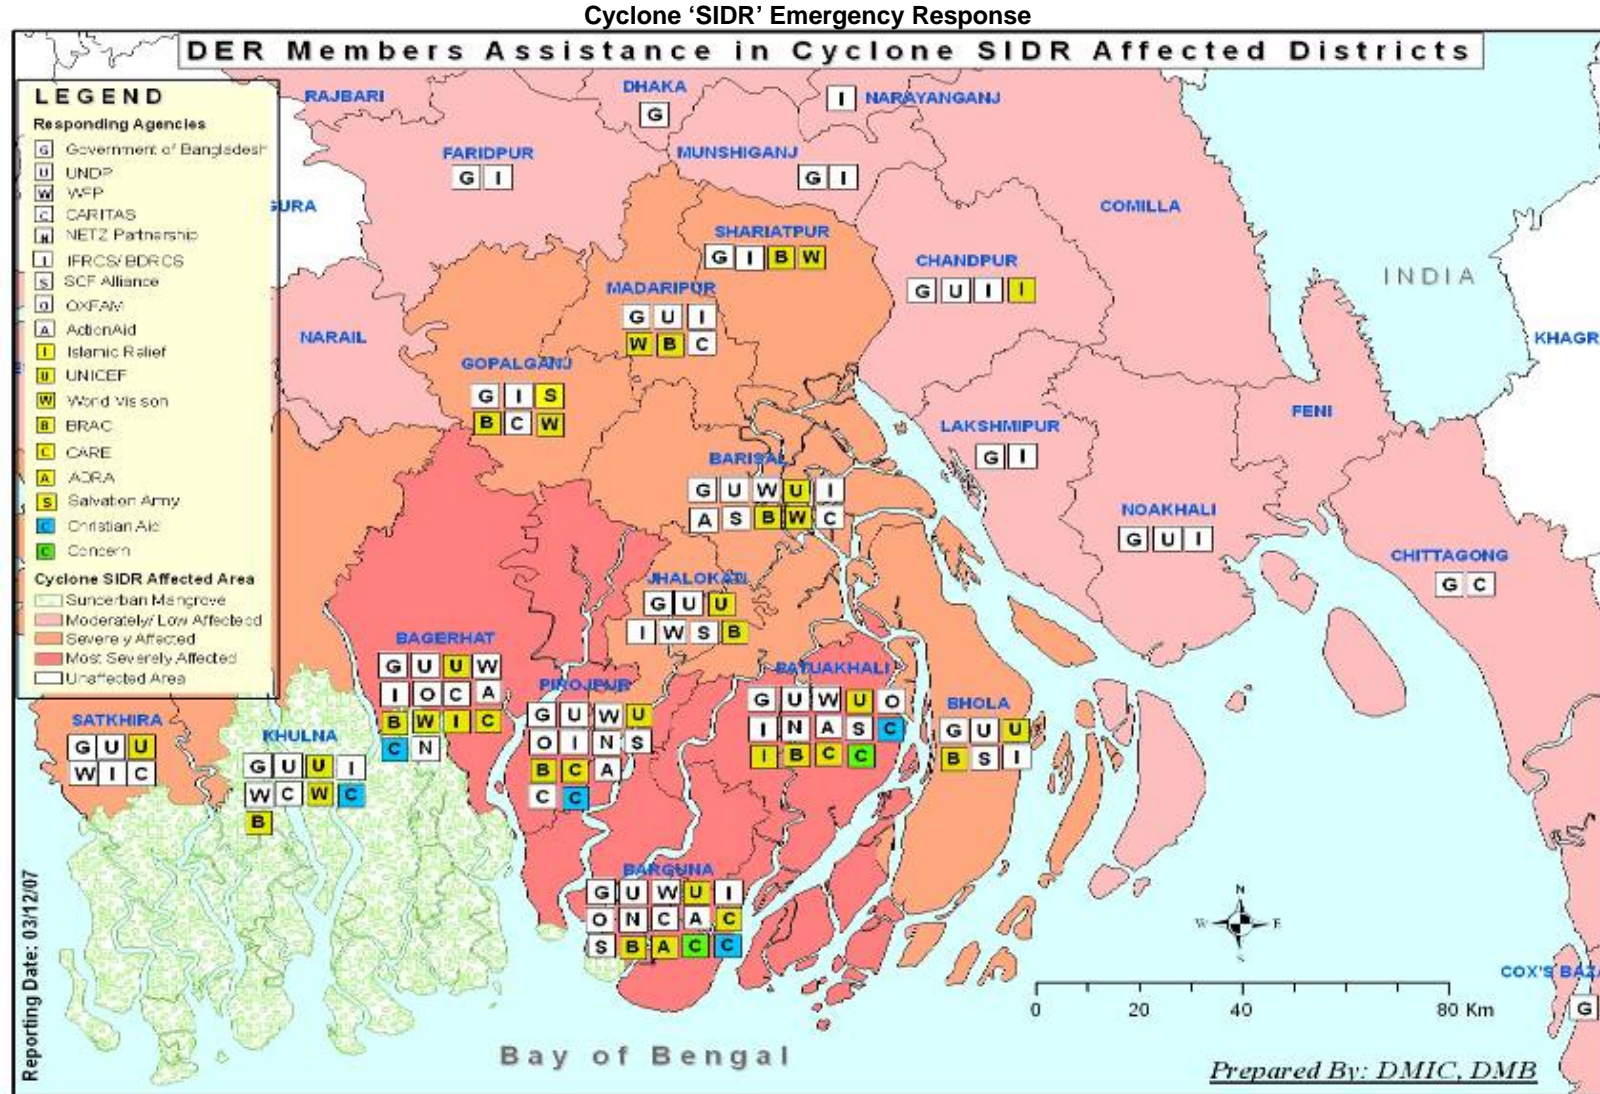 Cyclone ‘SIDR’ Emergency Response
DER Members Assistance in Cyclone SIDR Affected Districts
LEGEND
Responding Agencies
G Government of Bangladesh
U UNDP
W WFP
C CARITAS
N NETZ Partnership
I IFRCS/BDRCS
S SCF Alliance
O OXFAM
A ActionAid
I Islamic Relief
U UNICEF
W World Vission
B BRAC
C CARE
A ADRA
S Salvation Army
C Christian Aid
C Concern
Cyclone SIDR Affected Area
Sunderban Mangrove
Moderately/ Low Affecteed
Severely Affected
Most Severely Affected
Unaffected Area
RAJBARI
DHAKA
G
I NARAYANGANJ
FARIDPUR
G I
MUNSHIGANJ
G I
GURA
COMILLA
SHARIATPUR
G I B W
CHANDPUR
G U I I
INDIA
MADARIPUR
G U I
W B C
NARAIL
KHAGR
GOPALGANJ
G I S
B C W
LAKSHMIPUR
G I
FENI
BARISAL
G U W U I
A S B W C
NOAKHALI
G U I
CHITTAGONG
G C
JHALOKATI
G U U
I W S B
BAGERHAT
G U U W
I O C A
B W I C
C N
PIROJPUR
G U W U
O I N S
B C A
C C
PATUAKHALI
G U W U O
I N A S C
I B C C
BHOLA
G U U
B S I
SATKHIRA
G U U
W I C
KHULNA
G U U I
W C W C
B
BARGUNA
G U W U I
O N C A C
S B A C C
N
W E
S
COX'S BAZA
G
0 20 40 80 Km
Bay of Bengal
Reporting Date: 03/12/07
Prepared By: DMIC, DMB